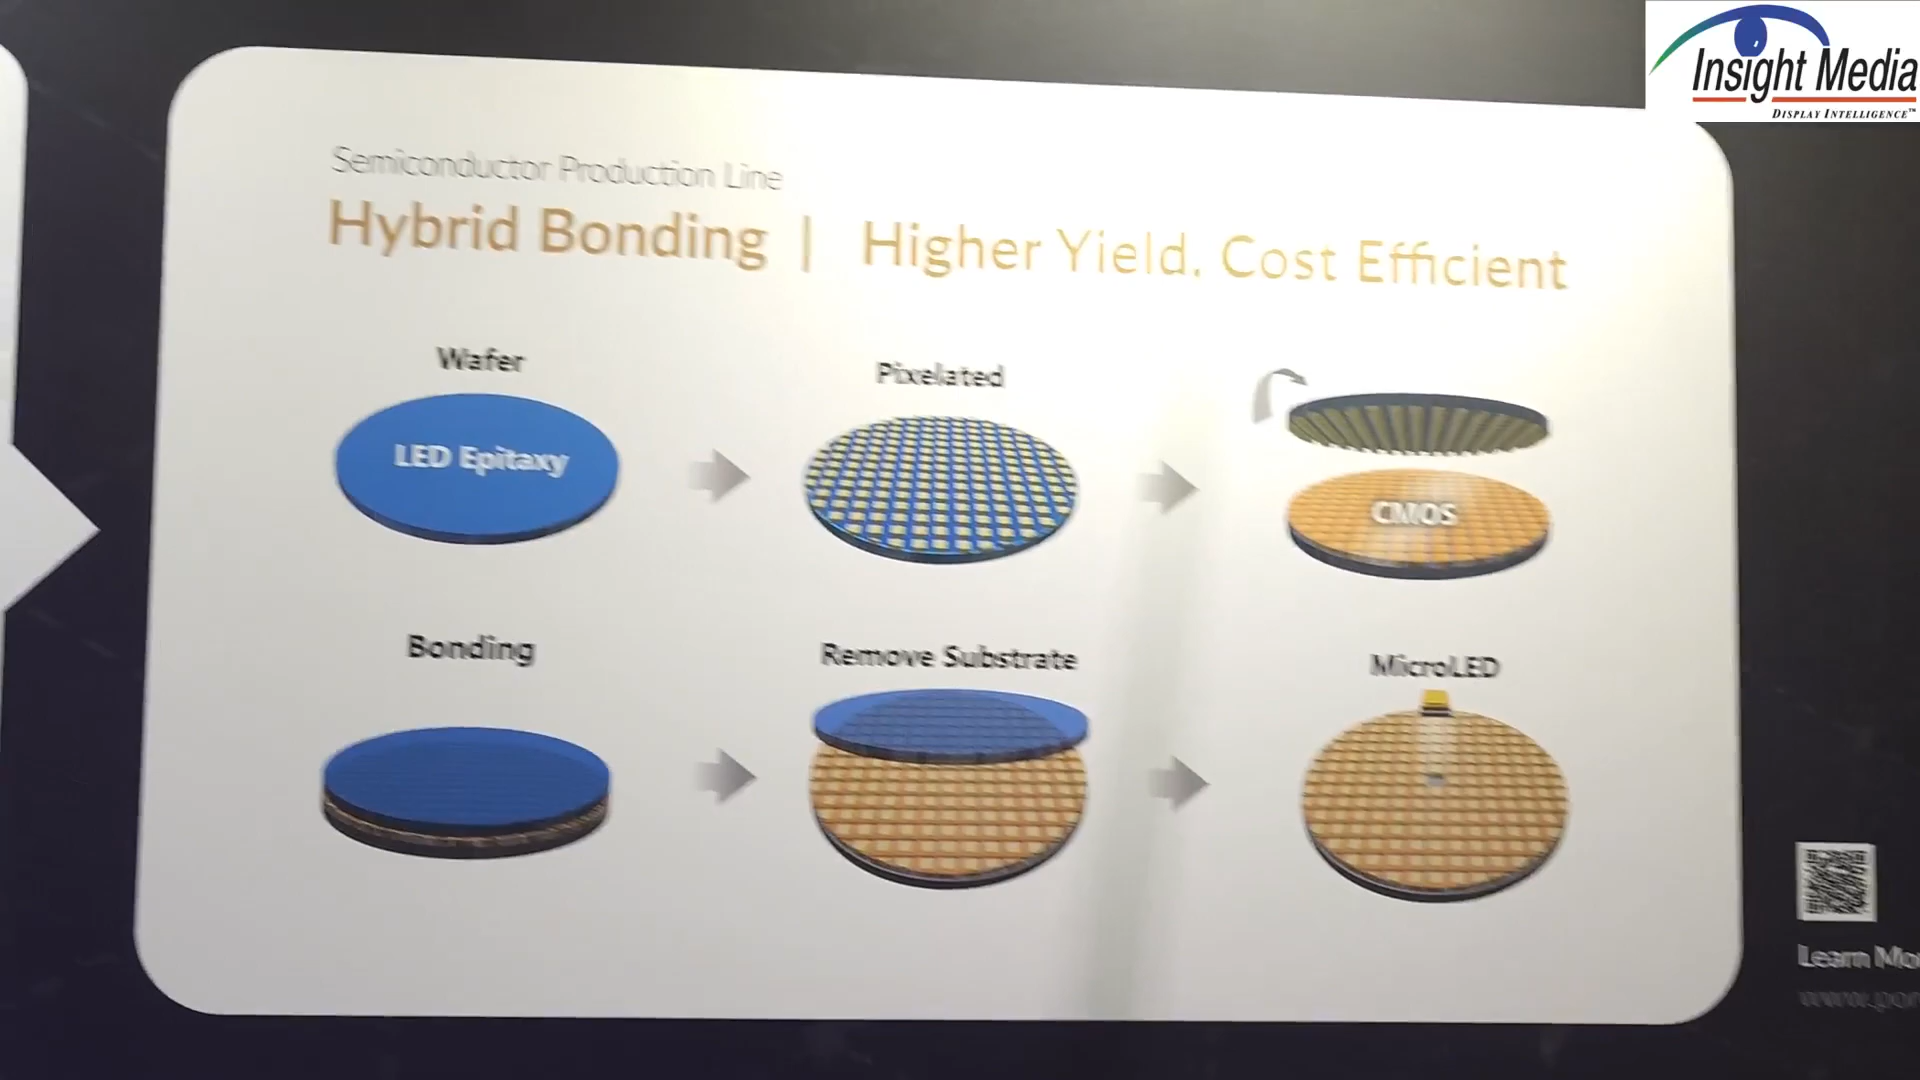 Insight Media
DISPLAY INTELLIGENCE™
Semiconductor Production Line
Hybrid Bonding | Higher Yield. Cost Efficient
Wafer
LED Epitaxy
Pixelated
CMOS
Bonding
Remove Substrate
MicroLED
Learn